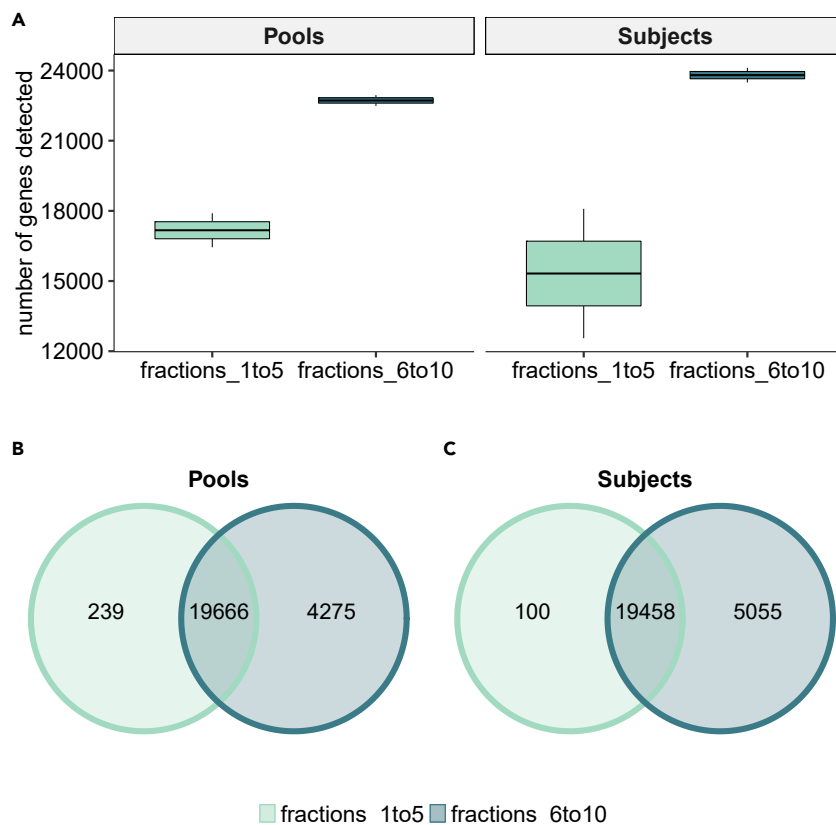 A
Pools Subjects
number of genes detected
24000
21000
18000
15000
12000
fractions_1to5 fractions_6to10 fractions_1to5 fractions_6to10
B C
Pools Subjects
239 19666 4275 100 19458 5055
fractions 1to5 fractions 6to10